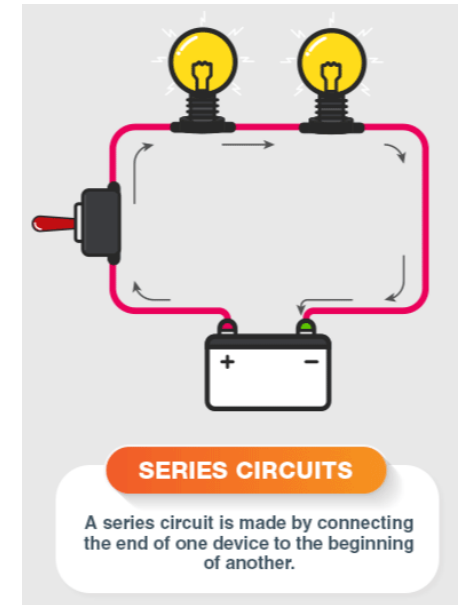 + −
SERIES CIRCUITS
A series circuit is made by connecting
the end of one device to the beginning
of another.